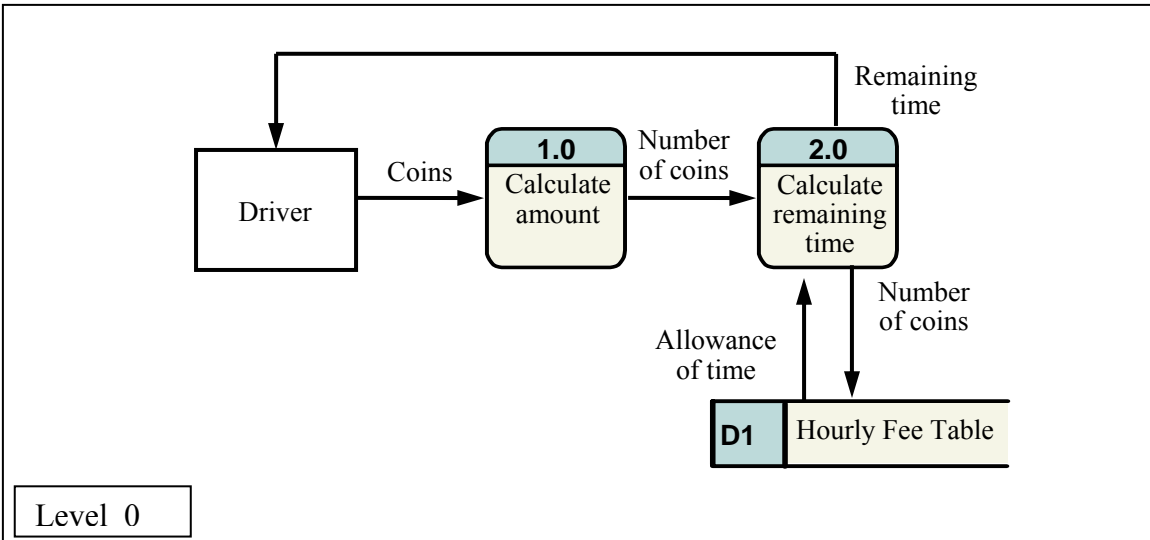 Remaining
time
Driver
Coins
1.0
Calculate
amount
Number
of coins
2.0
Calculate
remaining
time
Allowance
of time
Number
of coins
D1
Hourly Fee Table
Level 0